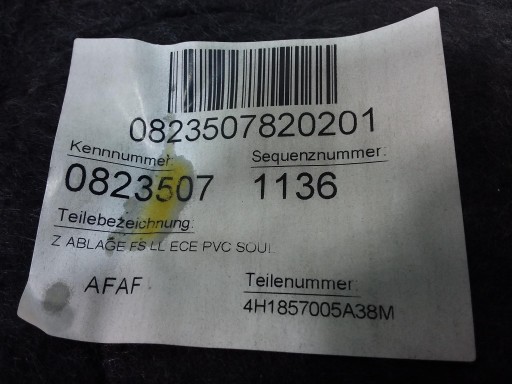 0823507820201
Kennnummer:
Sequenznummer:
0823507
1136
Teilebezeichnung:
Z ABLAGE FS LL ECE PVC SOUL
AFAF
Teilenummer:
4H1857005A38M